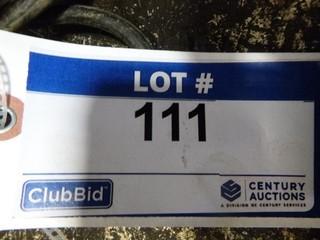 LOT #
111
ClubBid
CENTURY
AUCTIONS
A DIVISION OF CENTURY SERVICES